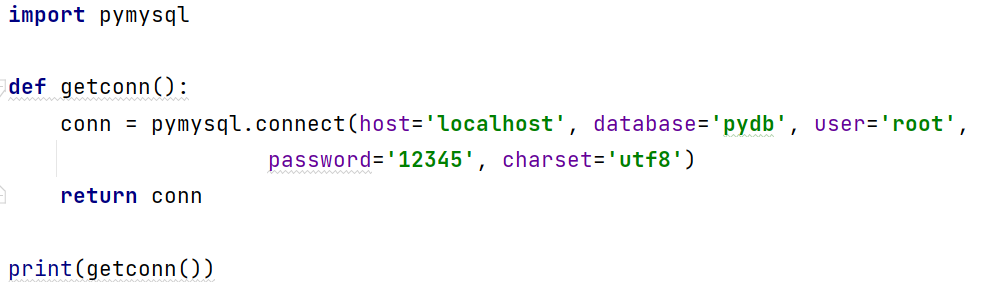 import pymysql
def getconn():
    conn = pymysql.connect(host='localhost', database='pydb', user='root',
                    password='12345', charset='utf8')
    return conn
print(getconn())